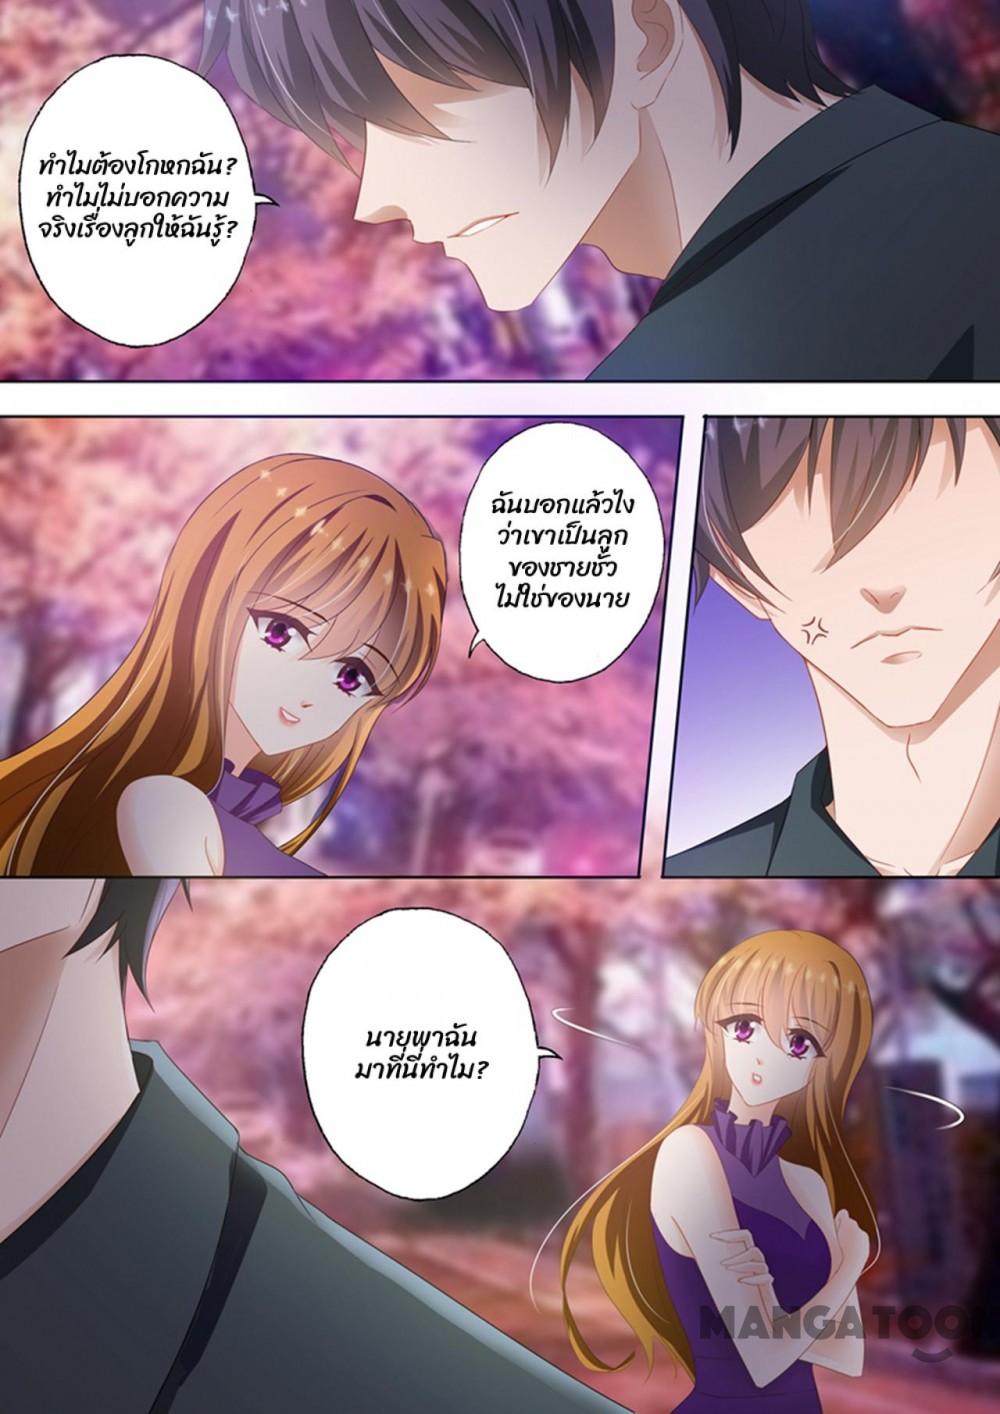 ทำไมต้องโกหกฉัน?
ทำไมไม่บอกความ
จริงเรื่องลูกให้ฉันรู้?
ฉันบอกแล้วไง
ว่าเขาเป็นลูก
ของชายชั่ว
ไม่ใช่ของนาย
นายพาฉัน
มาที่นี่ทำไม?
MANGATOON